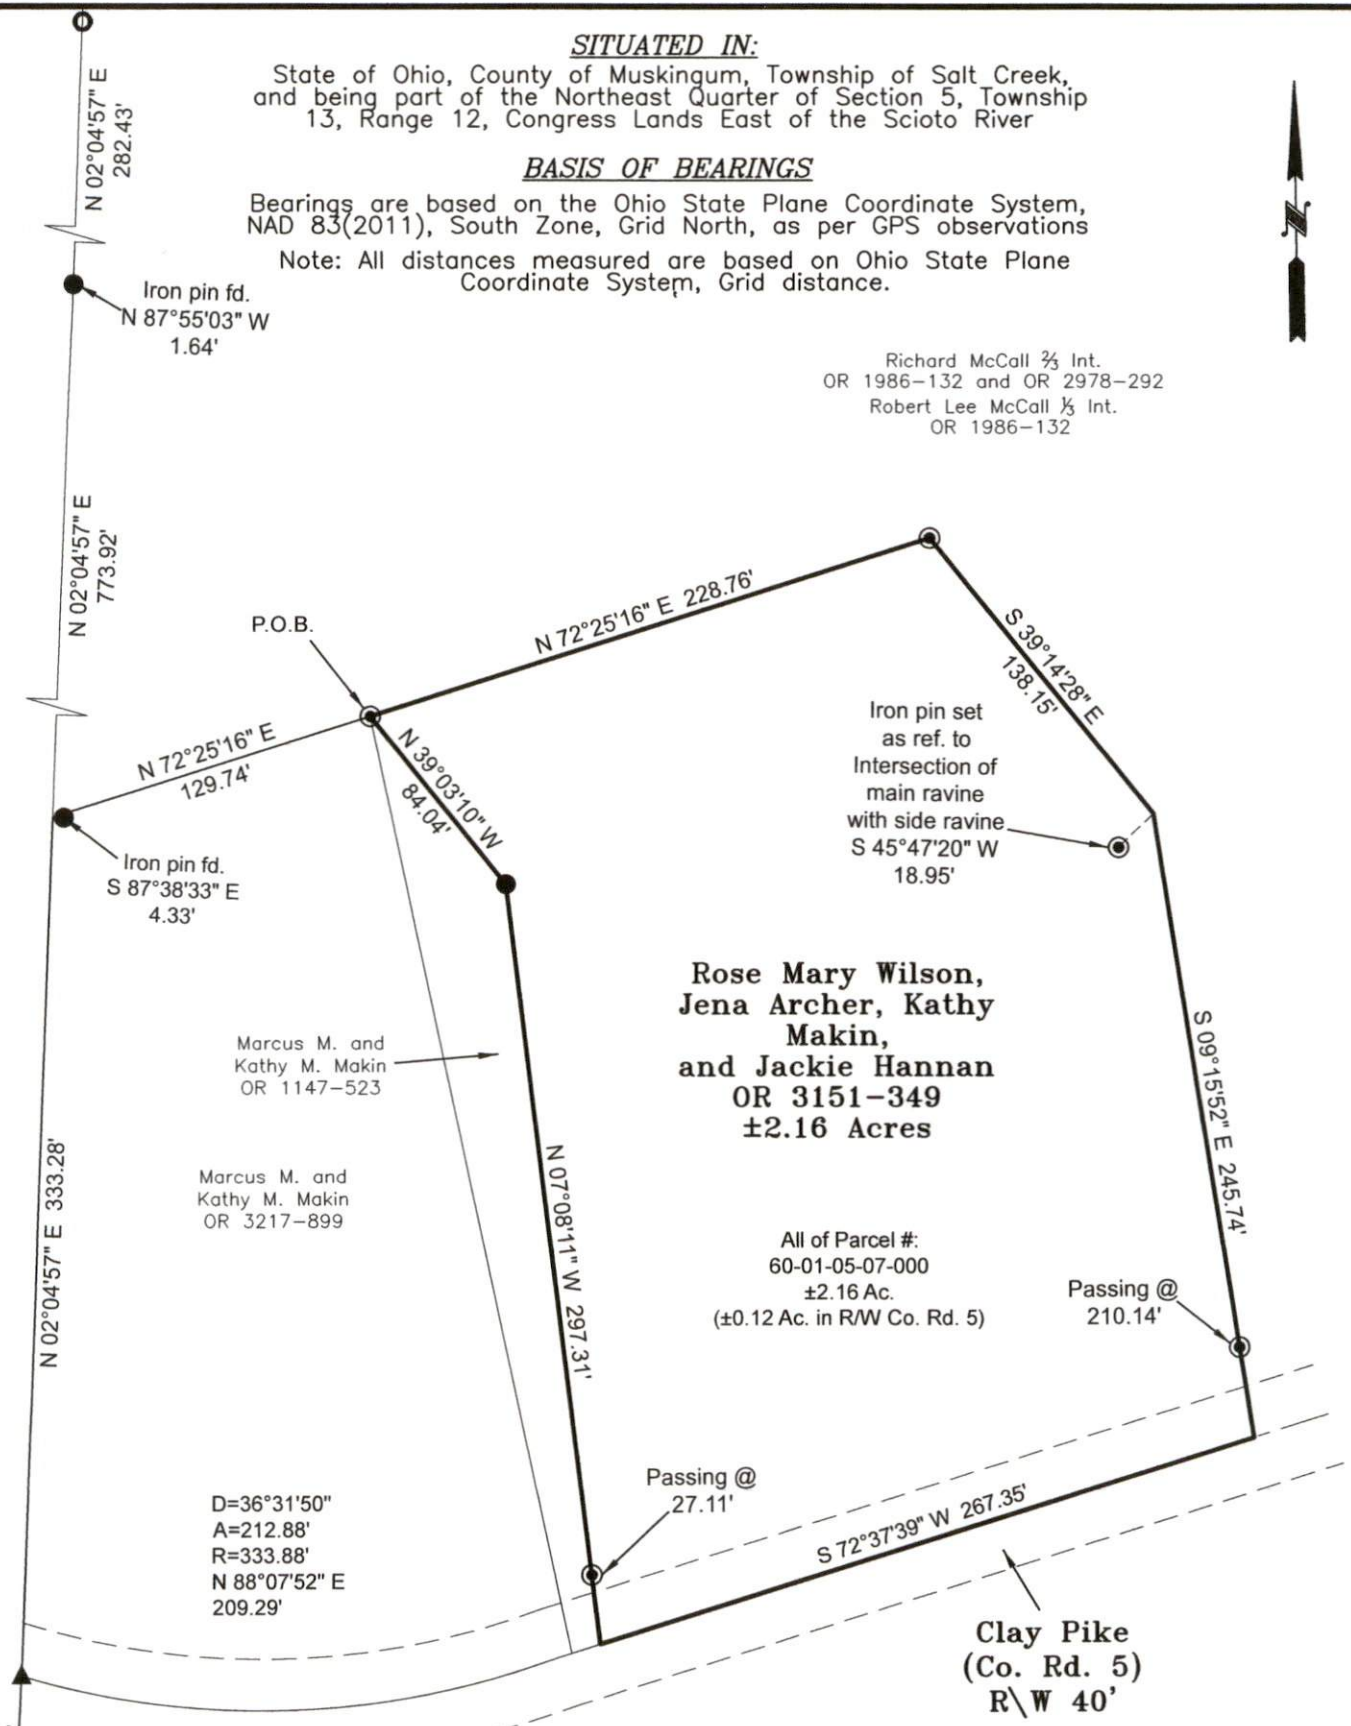 SITUATED IN:
State of Ohio, County of Muskingum, Township of Salt Creek,
and being part of the Northeast Quarter of Section 5, Township
13, Range 12, Congress Lands East of the Scioto River
BASIS OF BEARINGS
Bearings are based on the Ohio State Plane Coordinate System,
NAD 83(2011), South Zone, Grid North, as per GPS observations
Note: All distances measured are based on Ohio State Plane
Coordinate System, Grid distance.
N 02°04'57" E
282.43'
N
Iron pin fd.
N 87°55'03" W
1.64'
Richard McCall ⅔ Int.
OR 1986-132 and OR 2978-292
Robert Lee McCall ⅓ Int.
OR 1986-132
N 02°04'57" E
773.92'
P.O.B.
N 72°25'16" E 228.76'
S 39°14'28" E
138.15'
N 72°25'16" E
129.74'
N 39°03'10" W
84.04'
Iron pin set
as ref. to
Intersection of
main ravine
with side ravine
S 45°47'20" W
18.95'
Iron pin fd.
S 87°38'33" E
4.33'
Rose Mary Wilson,
Jena Archer, Kathy
Makin,
and Jackie Hannan
OR 3151-349
±2.16 Acres
Marcus M. and
Kathy M. Makin
OR 1147-523
S 09°15'52" E 245.74'
N 02°04'57" E 333.28'
Marcus M. and
Kathy M. Makin
OR 3217-899
N 07°08'11" W 297.31'
All of Parcel #:
60-01-05-07-000
±2.16 Ac.
(±0.12 Ac. in R/W Co. Rd. 5)
Passing @
210.14'
Passing @
27.11'
D=36°31'50"
A=212.88'
R=333.88'
N 88°07'52" E
209.29'
S 72°37'39" W 267.35'
Clay Pike
(Co. Rd. 5)
R\W 40'